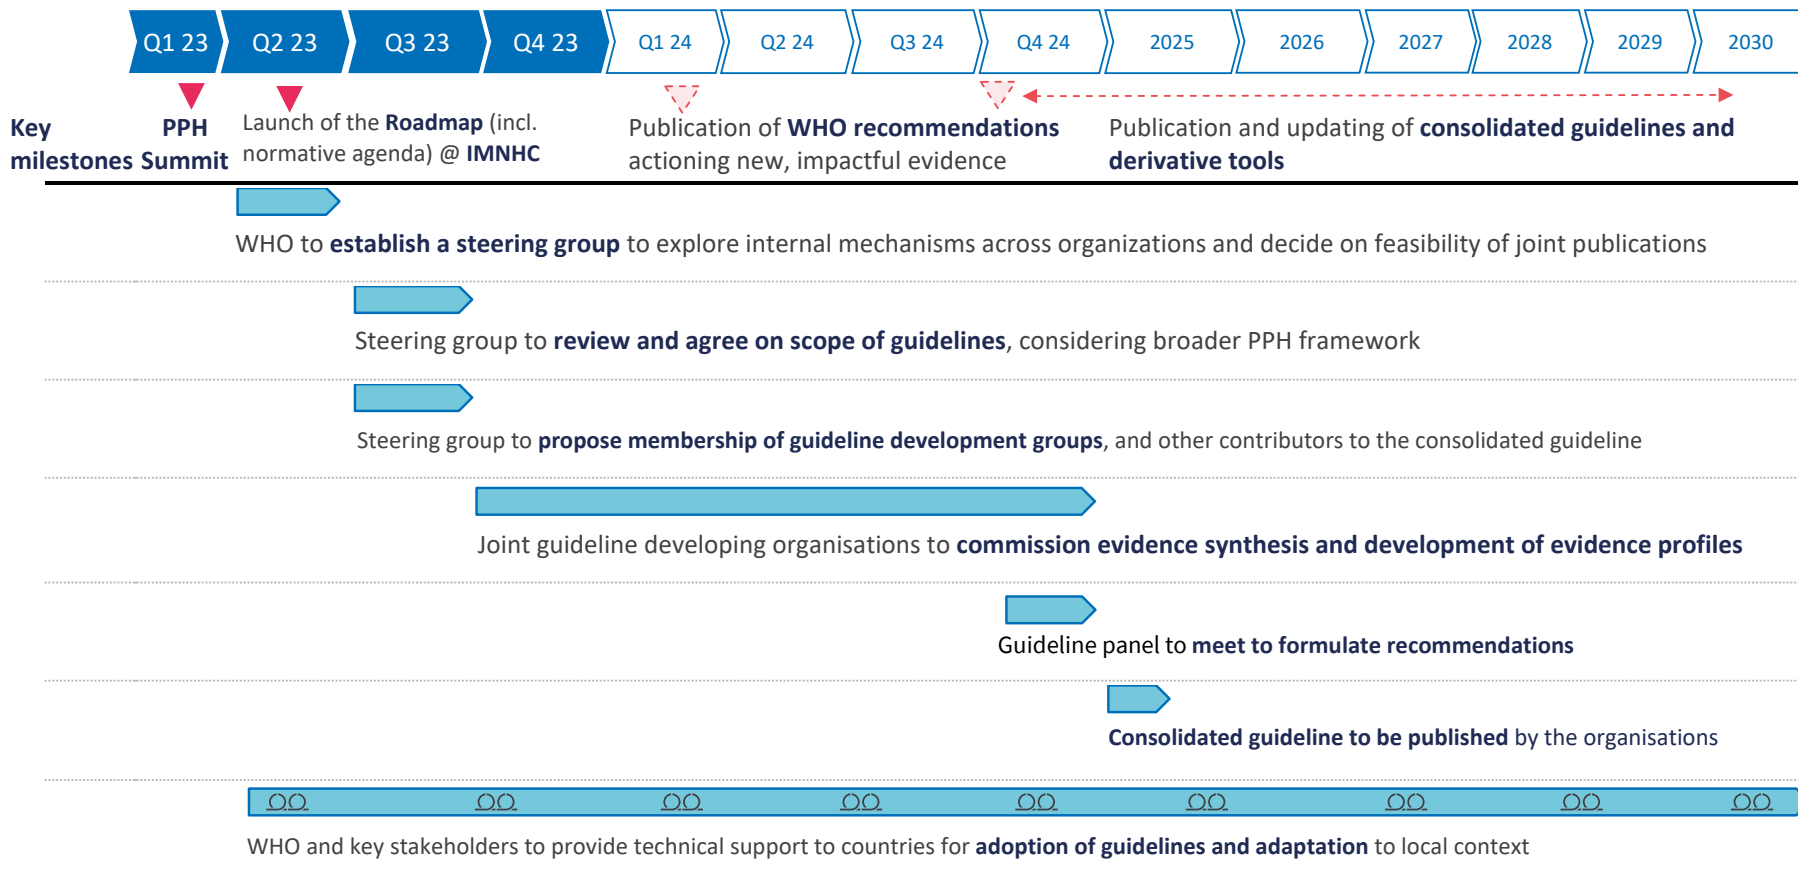 Q1 23
Q2 23
Q3 23
Q4 23
Q1 24
Q2 24
Q3 24
Q4 24
2025
2026
2027
2028
2029
2030
Key
milestones
PPH
Summit
Launch of the Roadmap (incl.
normative agenda) @ IMNHC
Publication of WHO recommendations
actioning new, impactful evidence
Publication and updating of consolidated guidelines and
derivative tools
WHO to establish a steering group to explore internal mechanisms across organizations and decide on feasibility of joint publications
Steering group to review and agree on scope of guidelines, considering broader PPH framework
Steering group to propose membership of guideline development groups, and other contributors to the consolidated guideline
Joint guideline developing organisations to commission evidence synthesis and development of evidence profiles
Guideline panel to meet to formulate recommendations
Consolidated guideline to be published by the organisations
WHO and key stakeholders to provide technical support to countries for adoption of guidelines and adaptation to local context